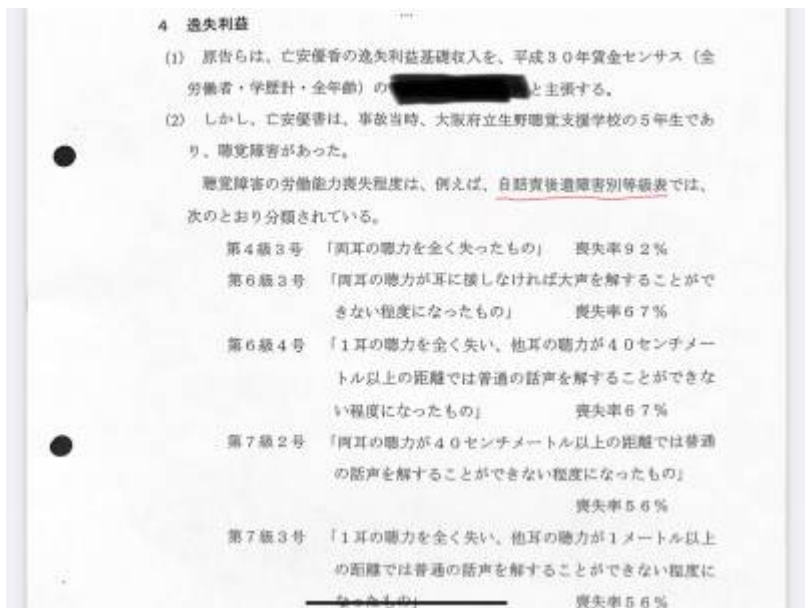 4 逸失利益
(1) 原告らは、亡安優香の逸失利益基礎収入を、平成30年賃金センサス（全
労働者・学歴計・全年齢）の と主張する。
(2) しかし、亡安優香は、事故当時、大阪府立生野聴覚支援学校の5年生であ
り、聴覚障害があった。
聴覚障害の労働能力喪失程度は、例えば、自賠責後遺障害別等級表では、
次のとおり分類されている。
第4級3号 「両耳の聴力を全く失ったもの」 喪失率92%
第6級3号 「両耳の聴力が耳に接しなければ大声を解することがで
きない程度になったもの」 喪失率67%
第6級4号 「1耳の聴力を全く失い、他耳の聴力が40センチメー
トル以上の距離では普通の話声を解することができな
い程度になったもの」 喪失率67%
第7級2号 「両耳の聴力が40センチメートル以上の距離では普通
の話声を解することができない程度になったもの」
喪失率56%
第7級3号 「1耳の聴力を全く失い、他耳の聴力が1メートル以上
の距離では普通の話声を解することができない程度に
なったもの」 喪失率56%